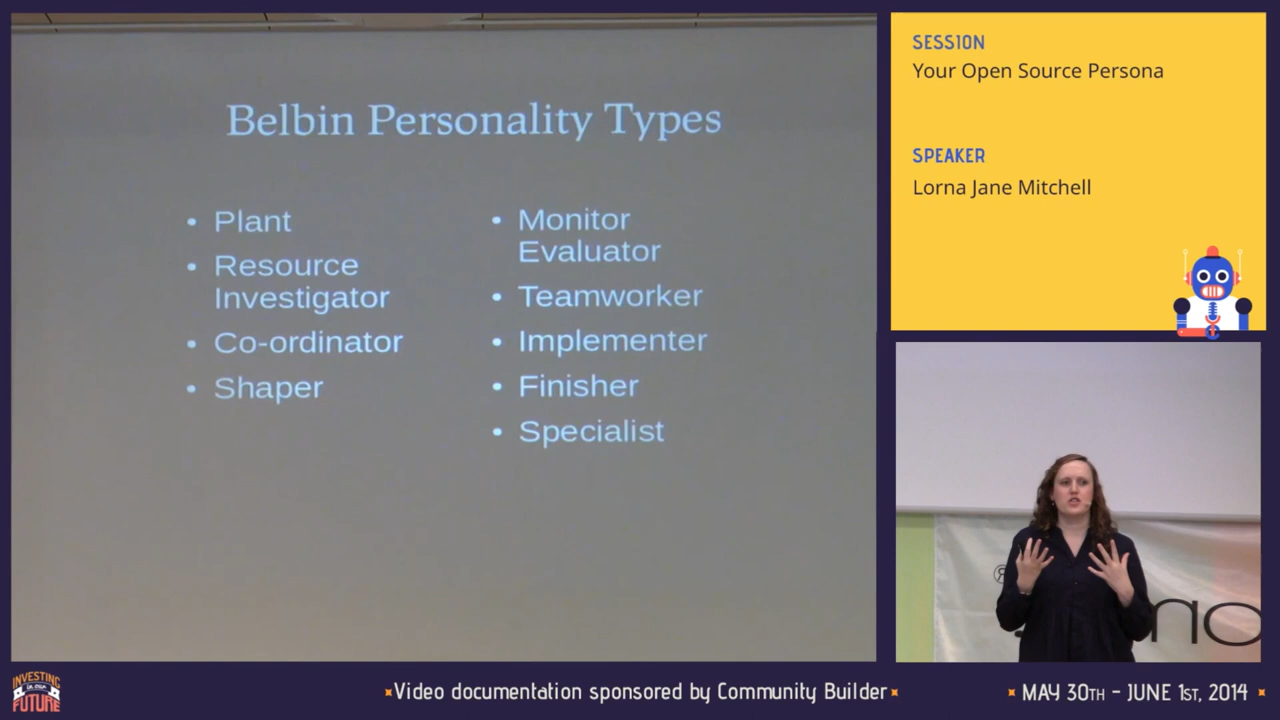 Belbin Personality Types
• Plant
• Resource
Investigator
• Co-ordinator
• Shaper
• Monitor
Evaluator
• Teamworker
• Implementer
• Finisher
• Specialist
SESSION
Your Open Source Persona
SPEAKER
Lorna Jane Mitchell
®
mo
INVESTING
IN OUR
FUTURE
Video documentation sponsored by Community Builder
MAY 30TH - JUNE 1ST, 2014